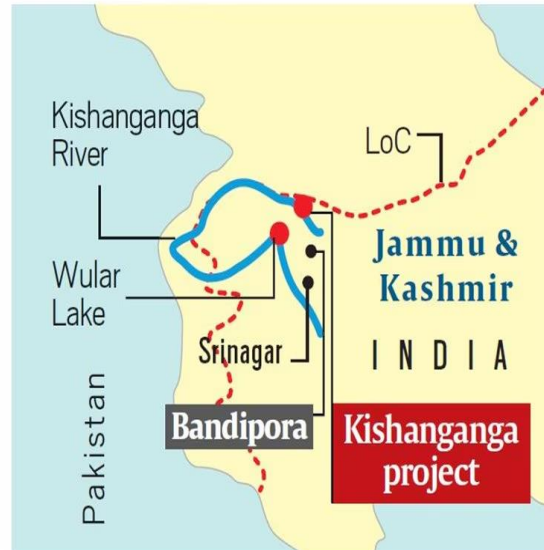 Kishanganga
River
LoC
Jammu &
Kashmir
Wular
Lake
Srinagar
INDIA
Pakistan
Bandipora
Kishanganga
project